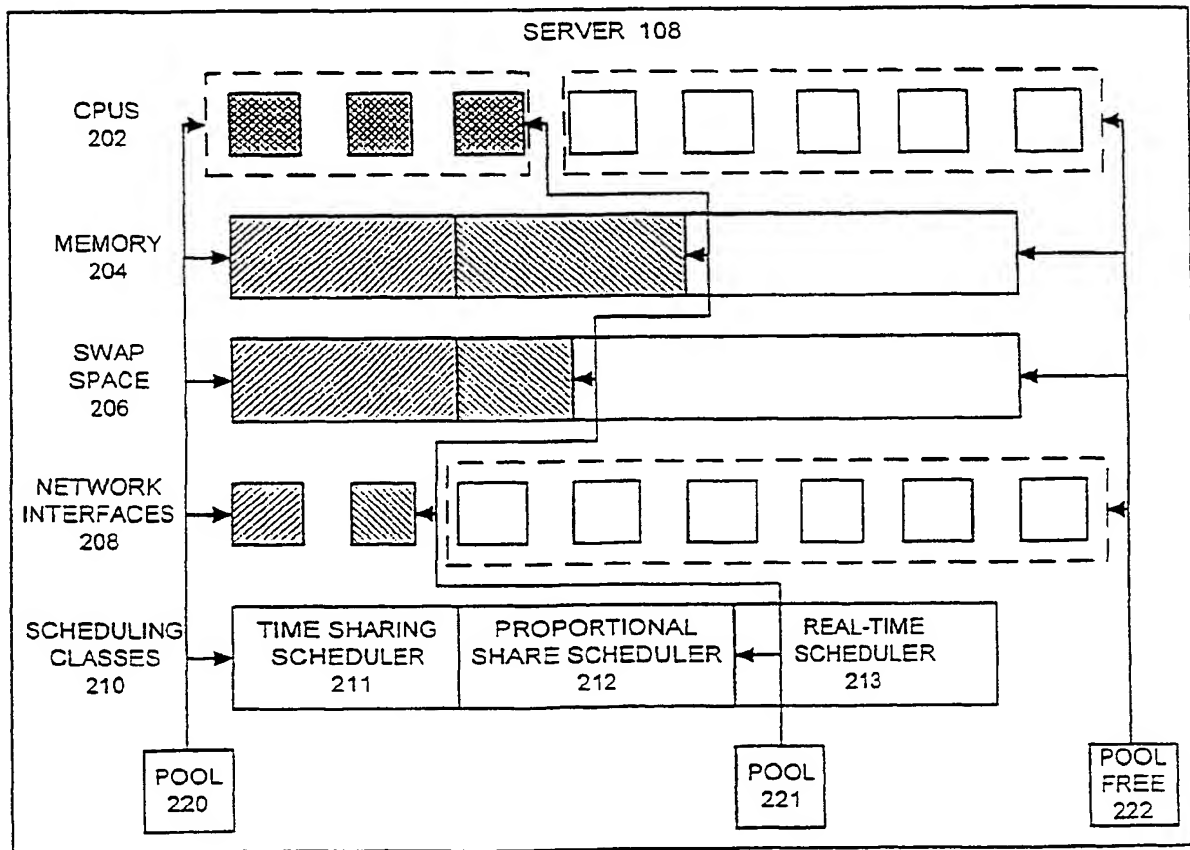 SERVER 108
CPUS
202
MEMORY
204
SWAP
SPACE
206
NETWORK
INTERFACES
208
SCHEDULING
CLASSES
210
TIME SHARING
SCHEDULER
211
PROPORTIONAL
SHARE SCHEDULER
212
REAL-TIME
SCHEDULER
213
POOL
220
POOL
221
POOL
FREE
222